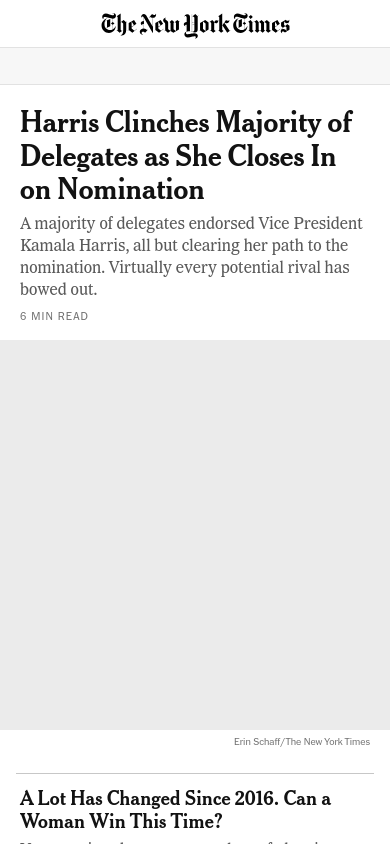 The New York Times
Harris Clinches Majority of
Delegates as She Closes In
on Nomination
A majority of delegates endorsed Vice President
Kamala Harris, all but clearing her path to the
nomination. Virtually every potential rival has
bowed out.
6 MIN READ
Erin Schaff/The New York Times
A Lot Has Changed Since 2016. Can a
Woman Win This Time?